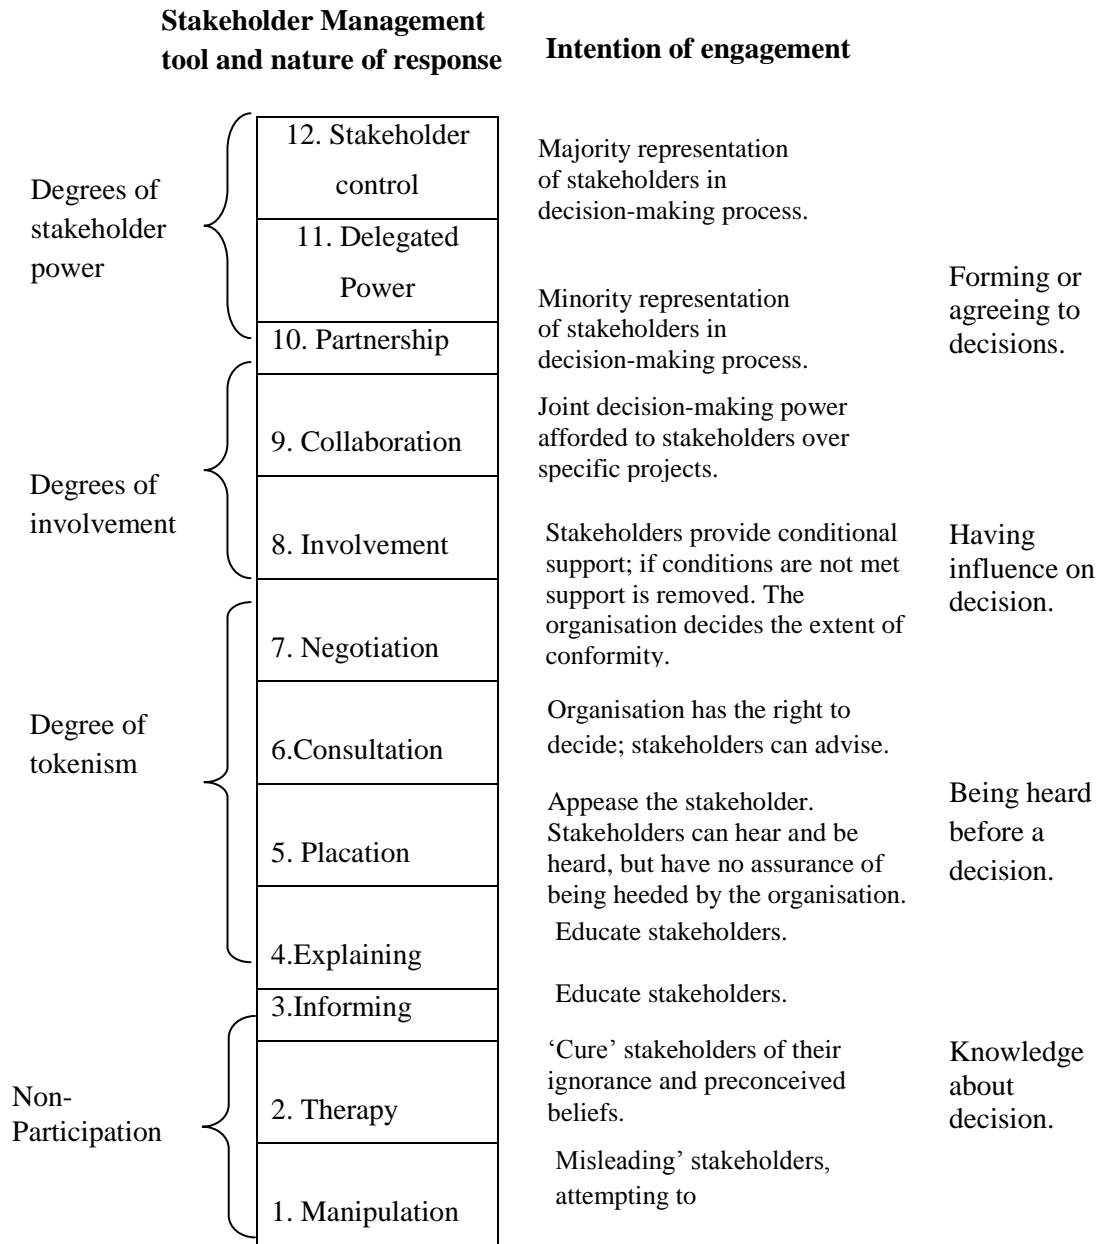 Stakeholder Management
tool and nature of response
Intention of engagement
Degrees of
stakeholder
power
12. Stakeholder
control
Majority representation
of stakeholders in
decision-making process.
11. Delegated
Power
Minority representation
of stakeholders in
decision-making process.
Forming or
agreeing to
decisions.
10. Partnership
Joint decision-making power
afforded to stakeholders over
specific projects.
Degrees of
involvement
9. Collaboration
8. Involvement
Stakeholders provide conditional
support; if conditions are not met
support is removed. The
organisation decides the extent of
conformity.
Having
influence on
decision.
Degree of
tokenism
7. Negotiation
6.Consultation
Organisation has the right to
decide; stakeholders can advise.
5. Placation
Appease the stakeholder.
Stakeholders can hear and be
heard, but have no assurance of
being heeded by the organisation.
Being heard
before a
decision.
4.Explaining
Educate stakeholders.
3.Informing
Educate stakeholders.
Non-
Participation
2. Therapy
‘Cure’ stakeholders of their
ignorance and preconceived
beliefs.
Knowledge
about
decision.
1. Manipulation
Misleading’ stakeholders,
attempting to